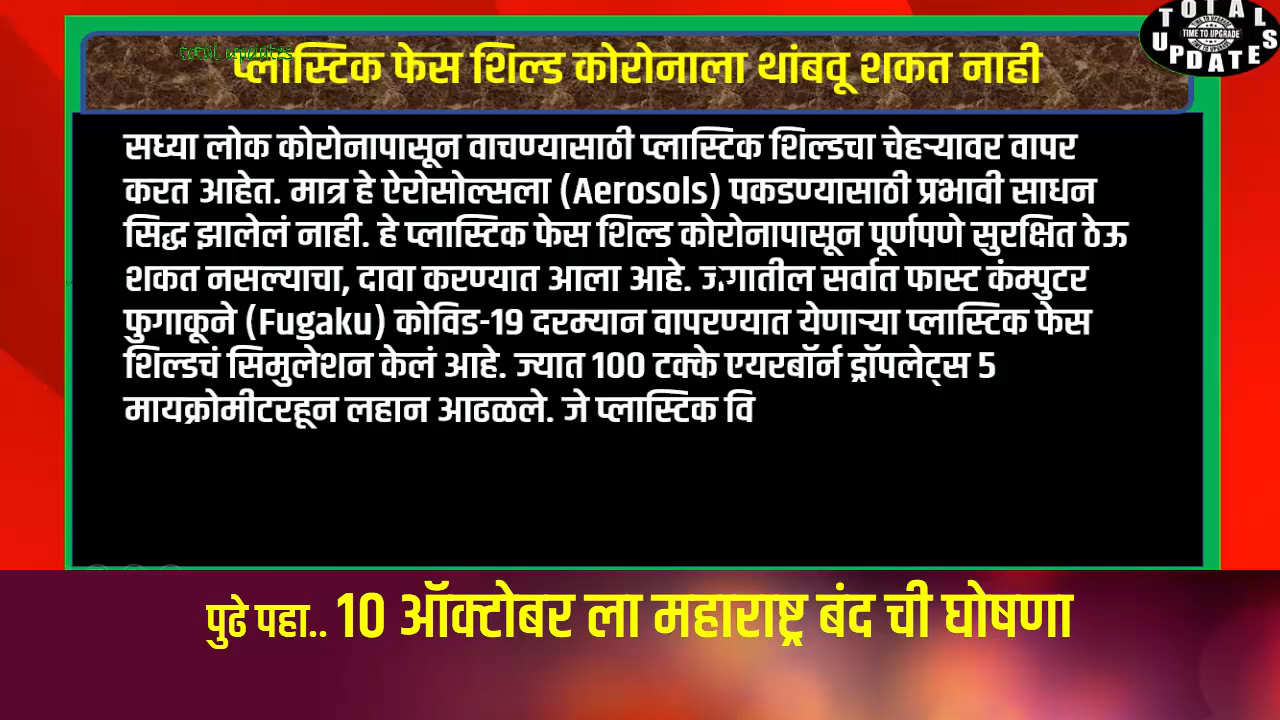 TOTAL UPDATES
TIME TO UPGRADE
total updates
प्लास्टिक फेस शिल्ड कोरोनाला थांबवू शकत नाही
सध्या लोक कोरोनापासून वाचण्यासाठी प्लास्टिक शिल्डचा चेहऱ्यावर वापर
करत आहेत. मात्र हे ऐरोसोल्सला (Aerosols) पकडण्यासाठी प्रभावी साधन
सिद्ध झालेलं नाही. हे प्लास्टिक फेस शिल्ड कोरोनापासून पूर्णपणे सुरक्षित ठेऊ
शकत नसल्याचा, दावा करण्यात आला आहे. जगातील सर्वात फास्ट कंम्पुटर
फुगाकूने (Fugaku) कोविड-19 दरम्यान वापरण्यात येणाऱ्या प्लास्टिक फेस
शिल्डचं सिमुलेशन केलं आहे. ज्यात 100 टक्के एयरबॉर्न ड्रॉपलेट्स 5
मायक्रोमीटरहून लहान आढळले. जे प्लास्टिक वि
पुढे पहा.. 10 ऑक्टोबर ला महाराष्ट्र बंद ची घोषणा